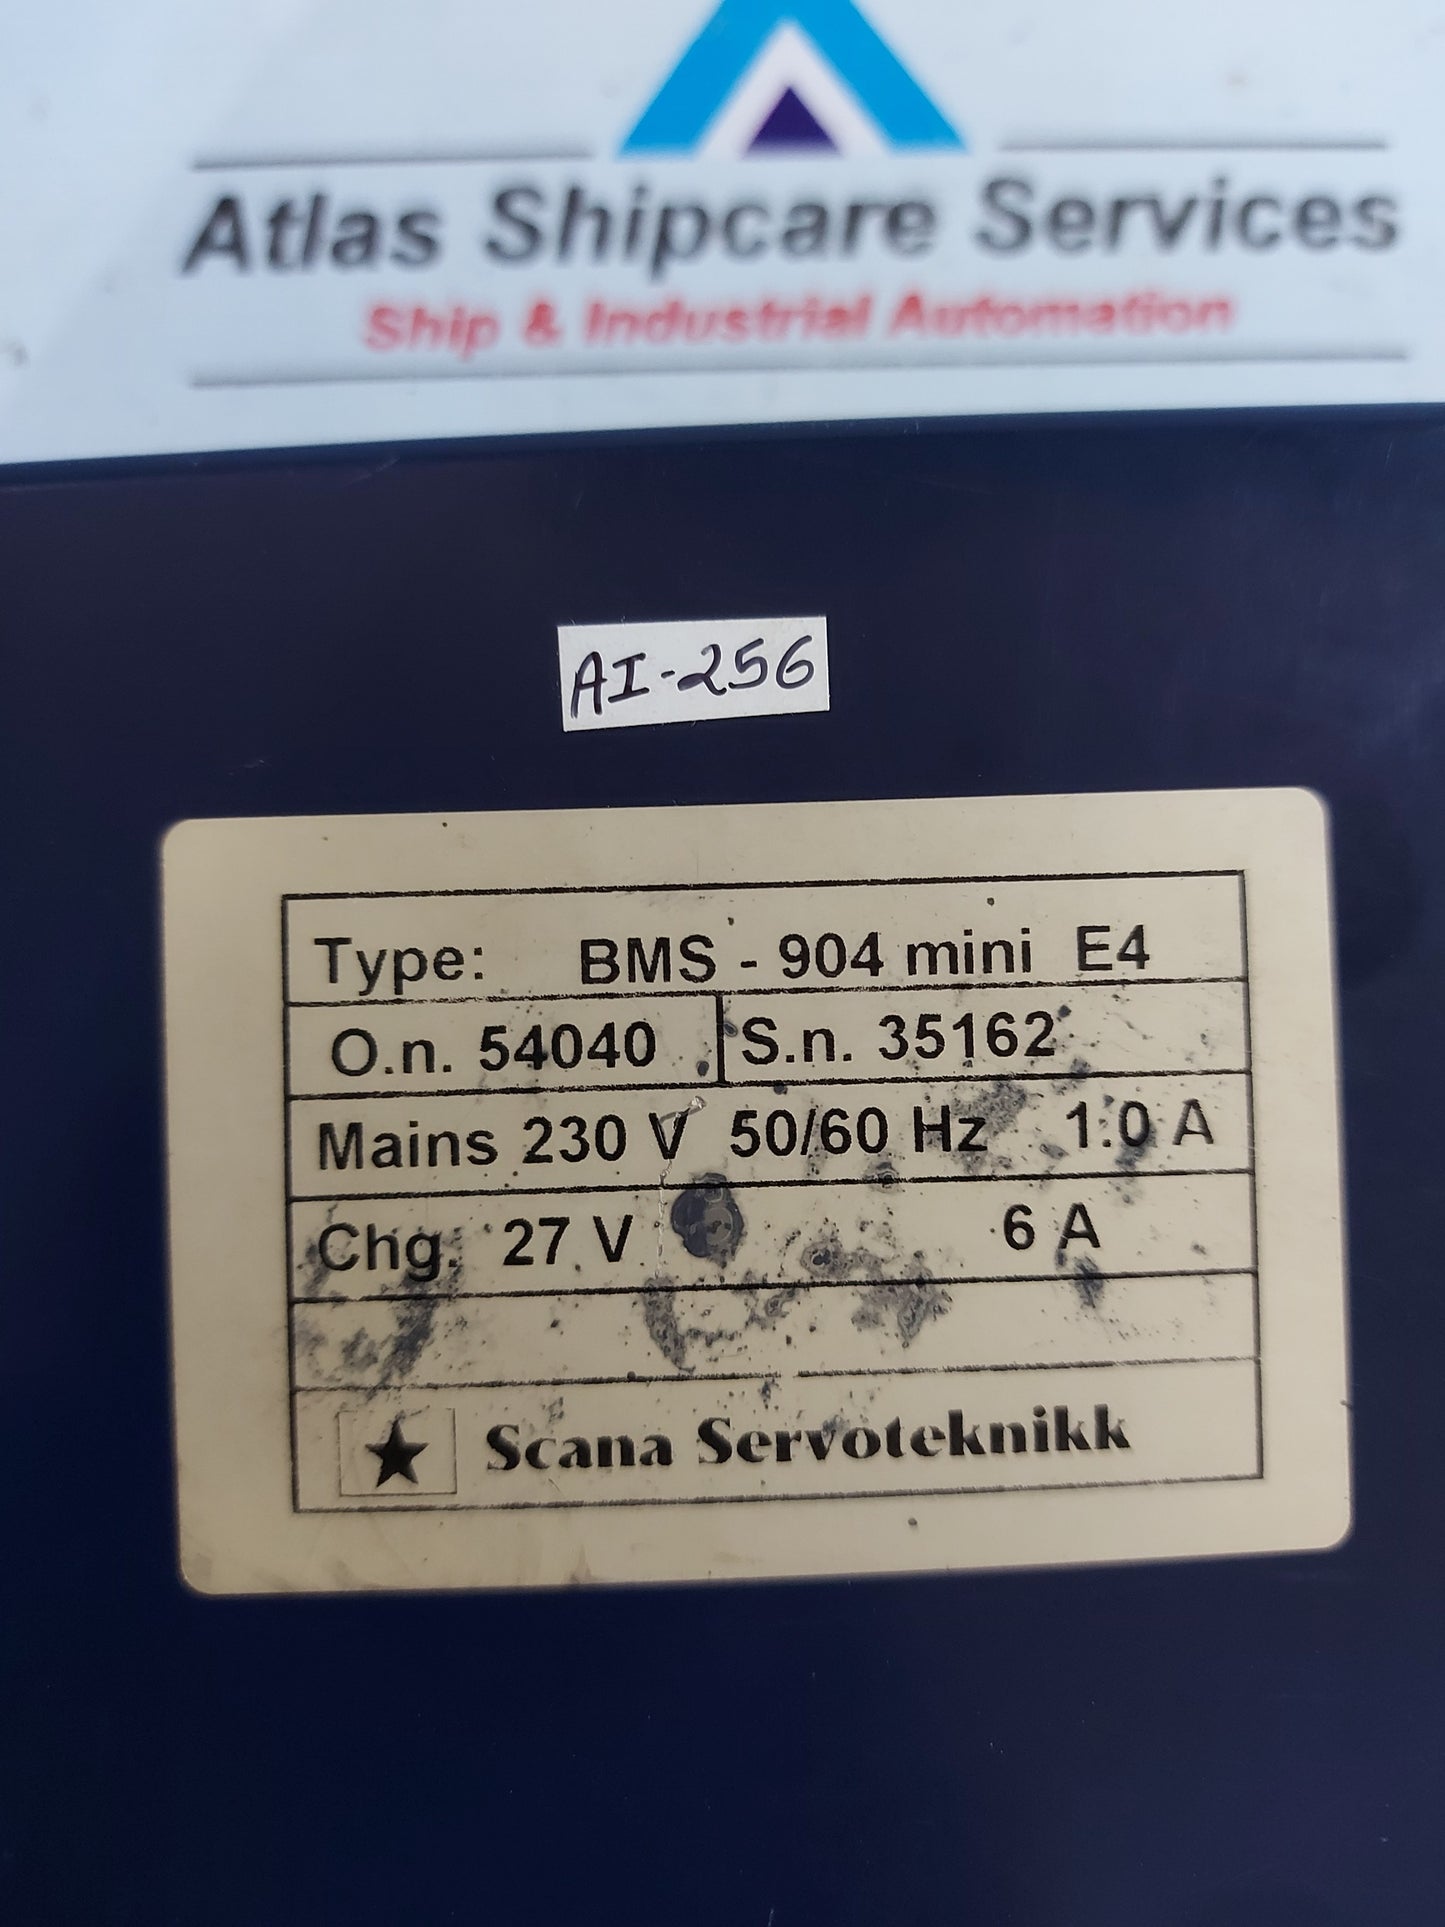 Atlas Shipcare Services
Ship & Industrial Automation
AI-256
Type: BMS - 904 mini E4
O.n. 54040 S.n. 35162
Mains 230 V 50/60 Hz 1.0 A
Chg. 27 V 6 A
Scana Servoteknikk